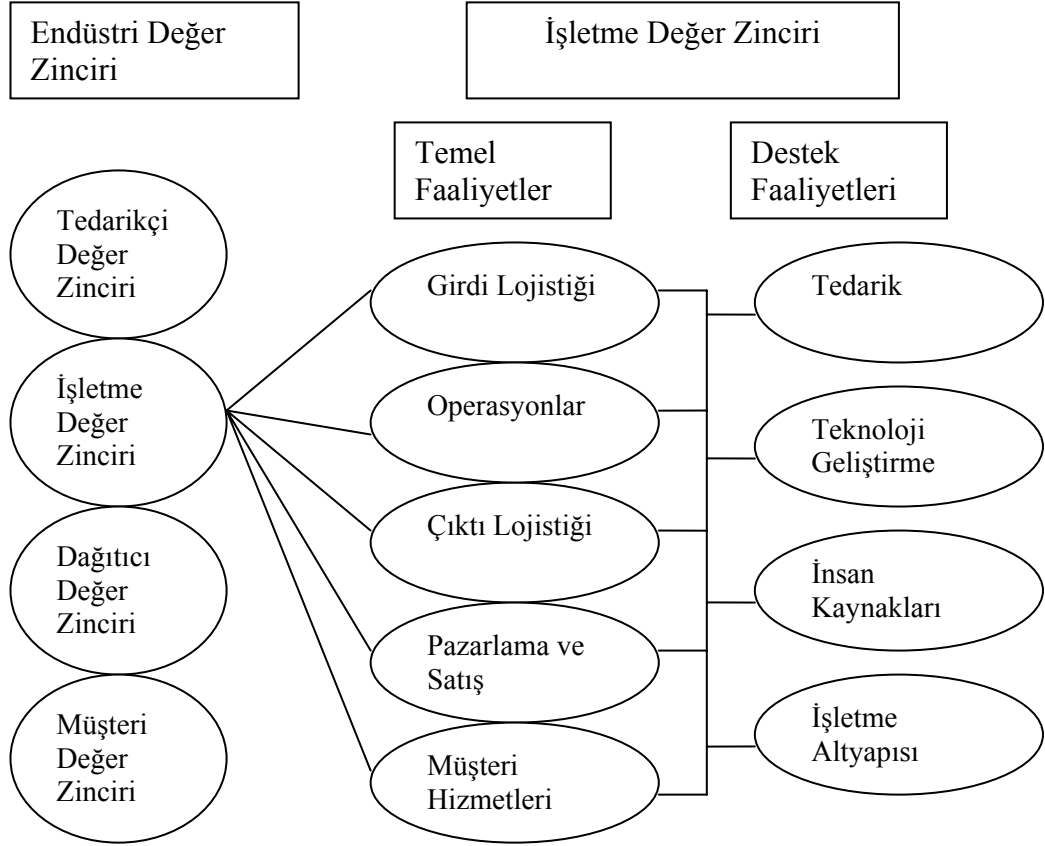 Endüstri Değer
Zinciri
İşletme Değer Zinciri
Temel
Faaliyetler
Destek
Faaliyetleri
Tedarikçi
Değer
Zinciri
İşletme
Değer
Zinciri
Dağıtıcı
Değer
Zinciri
Müşteri
Değer
Zinciri
Girdi Lojistiği
Operasyonlar
Çıktı Lojistiği
Pazarlama ve
Satış
Müşteri
Hizmetleri
Tedarik
Teknoloji
Geliştirme
İnsan
Kaynakları
İşletme
Altyapısı